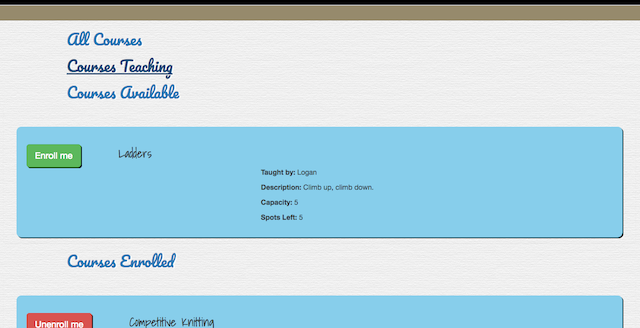 All Courses
Courses Teaching
Courses Available
Enroll me
Ladders
Taught by: Logan
Description: Climb up, climb down.
Capacity: 5
Spots Left: 5
Courses Enrolled
Unenroll me
Competitive Knitting